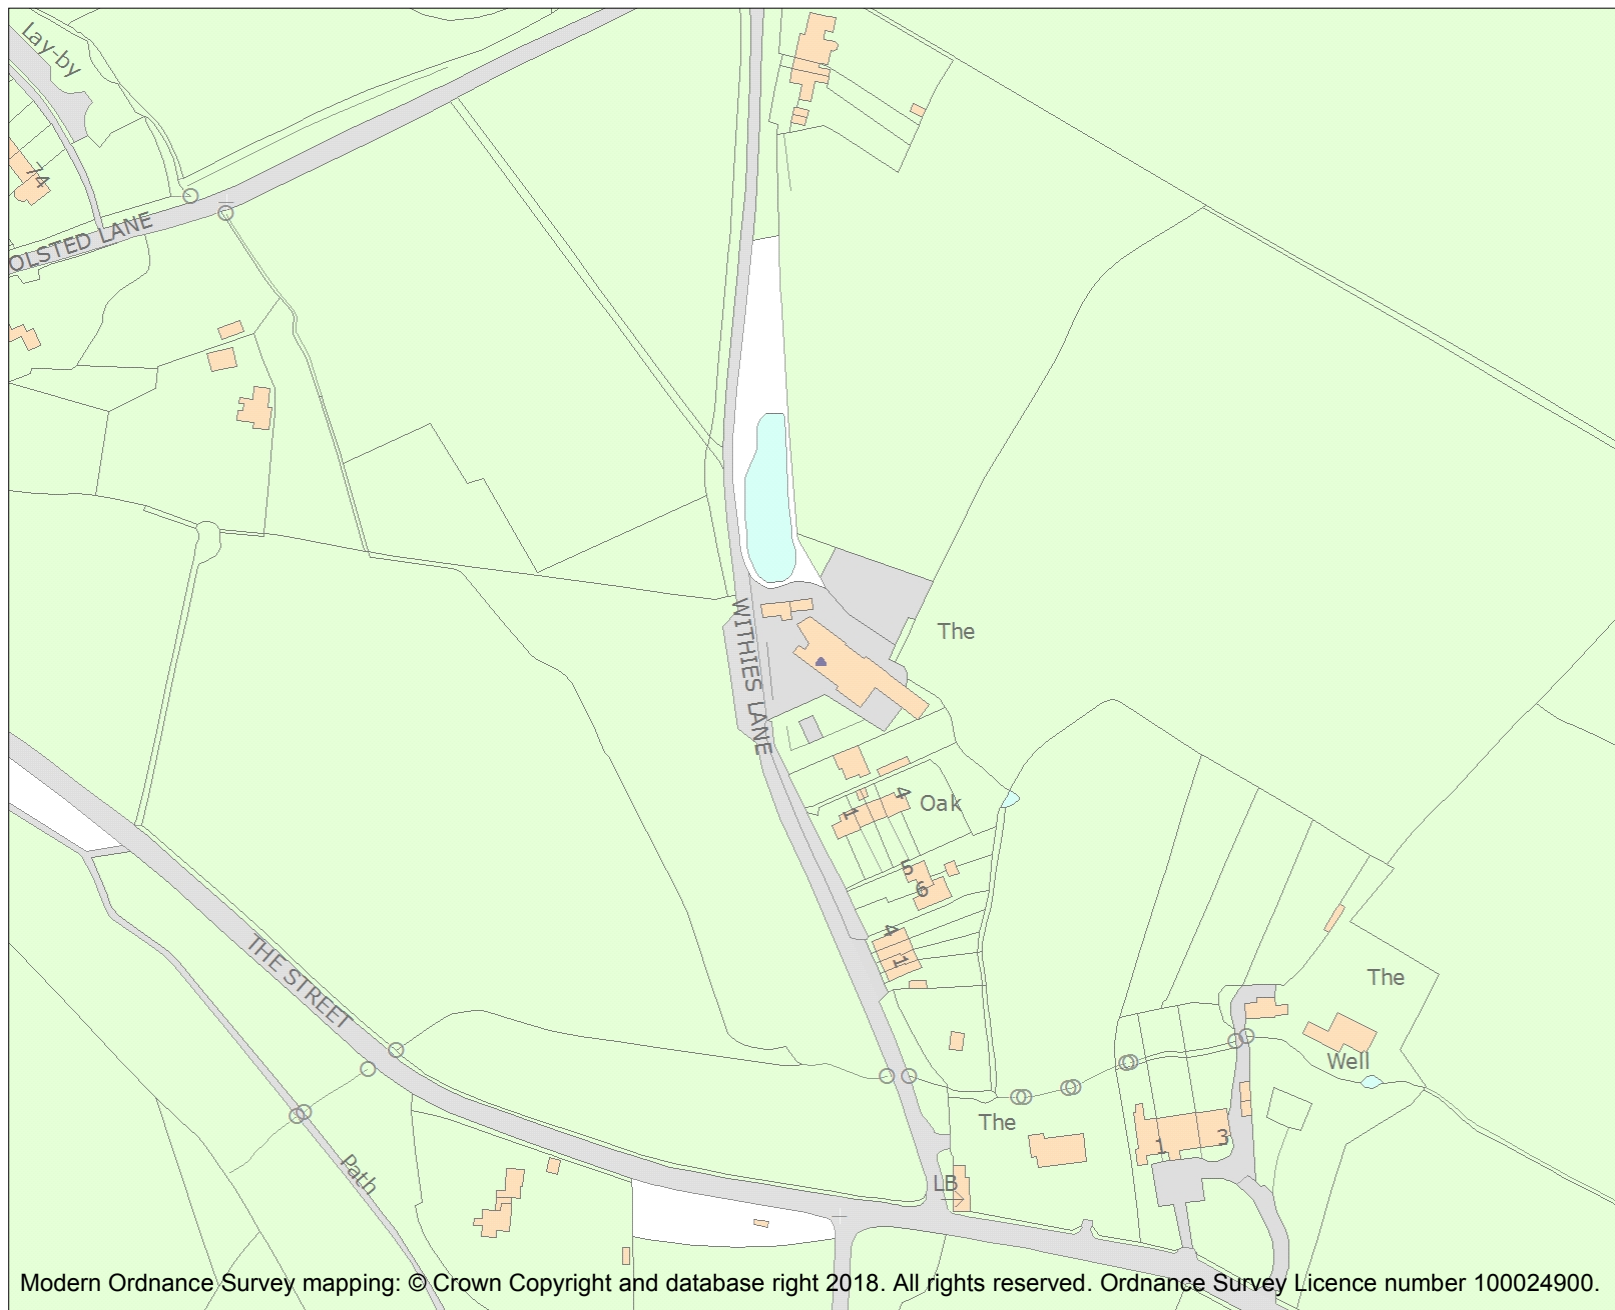 Lay-by
74
OLSTED LANE
WITHIES LANE
The
4
1
Oak
5
6
4
1
THE STREET
The
Well
The
1
3
Path
LB
Modern Ordnance Survey mapping: © Crown Copyright and database right 2018. All rights reserved. Ordnance Survey Licence number 100024900.